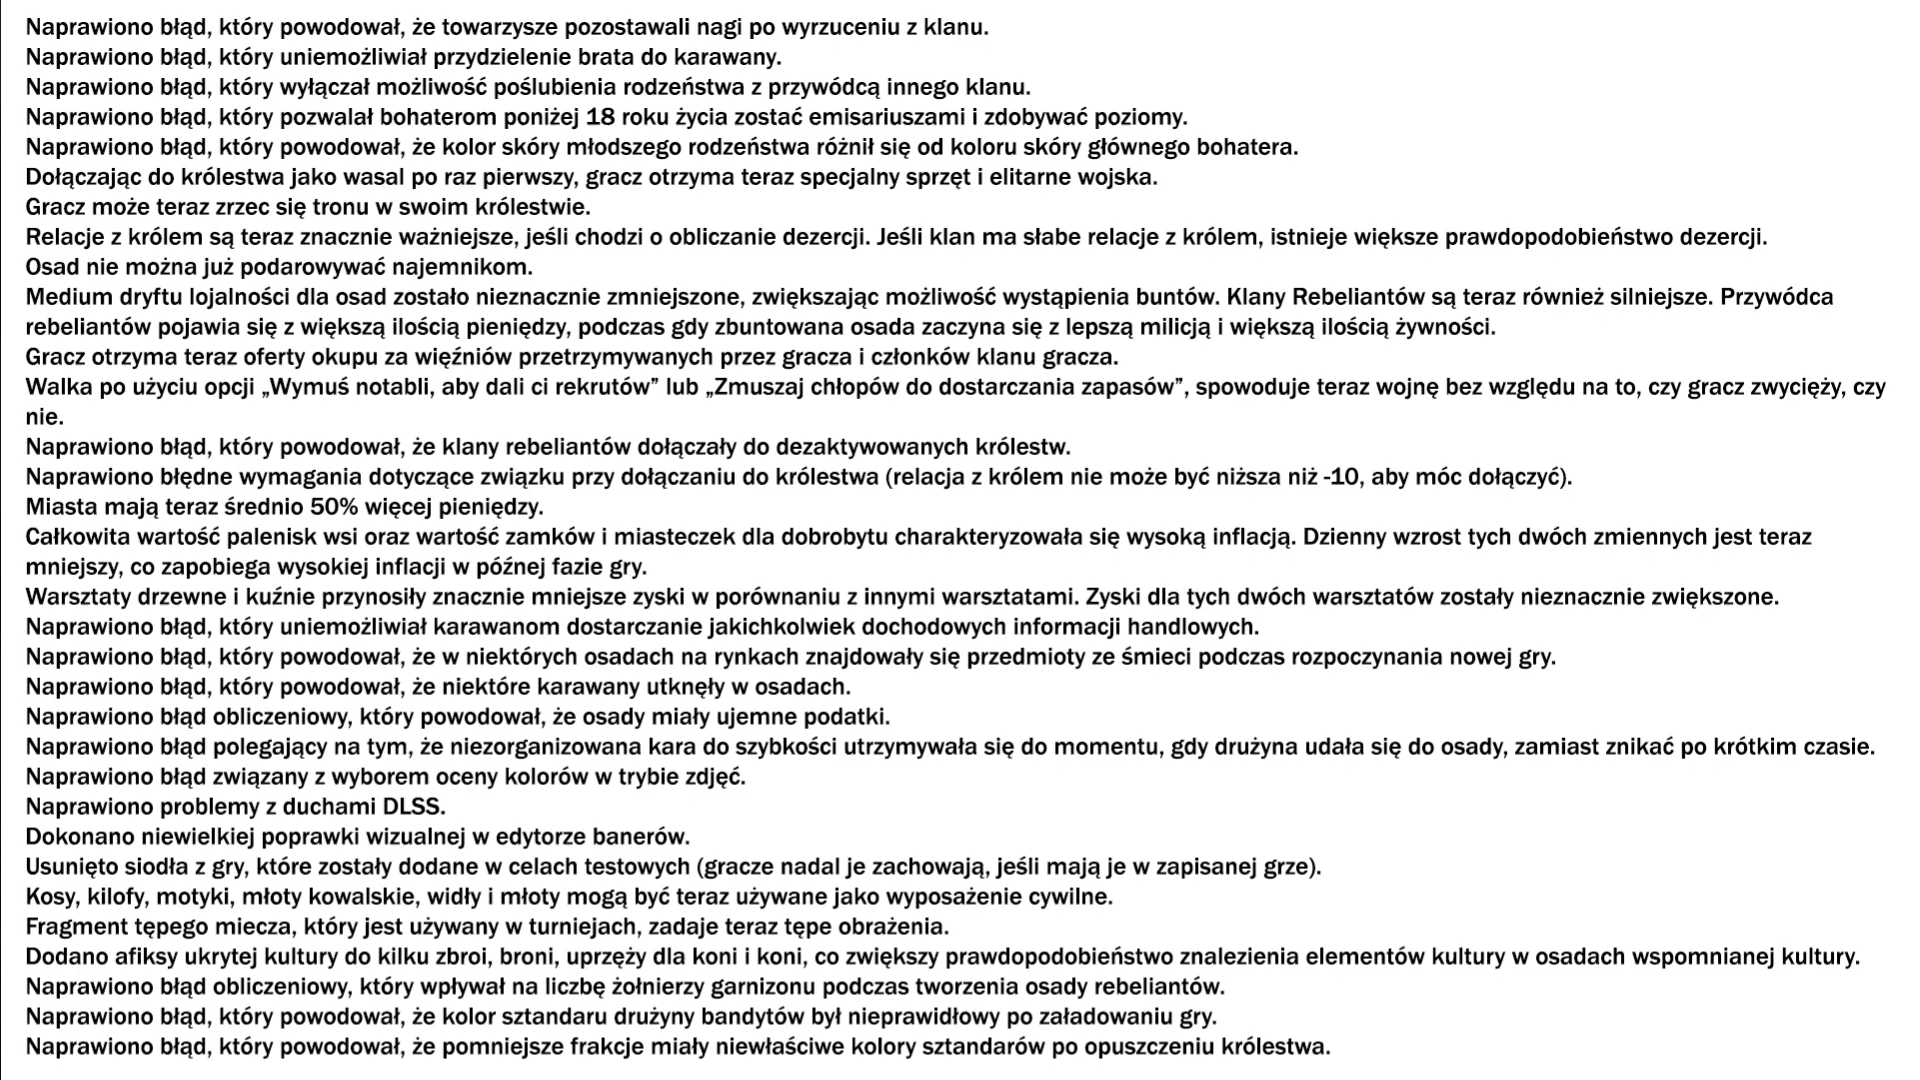 Naprawiono błąd, który powodował, że towarzysze pozostawali nagi po wyrzuceniu z klanu.
Naprawiono błąd, który uniemożliwiał przydzielenie brata do karawany.
Naprawiono błąd, który wyłączał możliwość poślubienia rodzeństwa z przywódcą innego klanu.
Naprawiono błąd, który pozwalał bohaterom poniżej 18 roku życia zostać emisariuszami i zdobywać poziomy.
Naprawiono błąd, który powodował, że kolor skóry młodszego rodzeństwa różnił się od koloru skóry głównego bohatera.
Dołączając do królestwa jako wasal po raz pierwszy, gracz otrzyma teraz specjalny sprzęt i elitarne wojska.
Gracz może teraz zrzec się tronu w swoim królestwie.
Relacje z królem są teraz znacznie ważniejsze, jeśli chodzi o obliczanie dezercji. Jeśli klan ma słabe relacje z królem, istnieje większe prawdopodobieństwo dezercji.
Osad nie można już podarowywać najemnikom.
Medium dryftu lojalności dla osad zostało nieznacznie zmniejszone, zwiększając możliwość wystąpienia buntów. Klany Rebeliantów są teraz również silniejsze. Przywódca
rebeliantów pojawia się z większą ilością pieniędzy, podczas gdy zbuntowana osada zaczyna się z lepszą milicją i większą ilością żywności.
Gracz otrzyma teraz oferty okupu za więźniów przetrzymywanych przez gracza i członków klanu gracza.
Walka po użyciu opcji „Wymuś notabli, aby dali ci rekrutów” lub „Zmuszaj chłopów do dostarczania zapasów”, spowoduje teraz wojnę bez względu na to, czy gracz zwycięży, czy
nie.
Naprawiono błąd, który powodował, że klany rebeliantów dołączały do dezaktywowanych królestw.
Naprawiono błędne wymagania dotyczące związku przy dołączaniu do królestwa (relacja z królem nie może być niższa niż -10, aby móc dołączyć).
Miasta mają teraz średnio 50% więcej pieniędzy.
Całkowita wartość palenisk wsi oraz wartość zamków i miasteczek dla dobrobytu charakteryzowała się wysoką inflacją. Dzienny wzrost tych dwóch zmiennych jest teraz
mniejszy, co zapobiega wysokiej inflacji w późnej fazie gry.
Warsztaty drzewne i kuźnie przynosiły znacznie mniejsze zyski w porównaniu z innymi warsztatami. Zyski dla tych dwóch warsztatów zostały nieznacznie zwiększone.
Naprawiono błąd, który uniemożliwiał karawanom dostarczanie jakichkolwiek dochodowych informacji handlowych.
Naprawiono błąd, który powodował, że w niektórych osadach na rynkach znajdowały się przedmioty ze śmieci podczas rozpoczynania nowej gry.
Naprawiono błąd, który powodował, że niektóre karawany utknęły w osadach.
Naprawiono błąd obliczeniowy, który powodował, że osady miały ujemne podatki.
Naprawiono błąd polegający na tym, że niezorganizowana kara do szybkości utrzymywała się do momentu, gdy drużyna udała się do osady, zamiast znikać po krótkim czasie.
Naprawiono błąd związany z wyborem oceny kolorów w trybie zdjęć.
Naprawiono problemy z duchami DLSS.
Dokonano niewielkiej poprawki wizualnej w edytorze banerów.
Usunięto siodła z gry, które zostały dodane w celach testowych (gracze nadal je zachowają, jeśli mają je w zapisanej grze).
Kosy, kilofy, motyki, młoty kowalskie, widły i młoty mogą być teraz używane jako wyposażenie cywilne.
Fragment tępego miecza, który jest używany w turniejach, zadaje teraz tępe obrażenia.
Dodano afiksy ukrytej kultury do kilku zbroi, broni, uprzęży dla koni i koni, co zwiększy prawdopodobieństwo znalezienia elementów kultury w osadach wspomnianej kultury.
Naprawiono błąd obliczeniowy, który wpływał na liczbę żołnierzy garnizonu podczas tworzenia osady rebeliantów.
Naprawiono błąd, który powodował, że kolor sztandaru drużyny bandytów był nieprawidłowy po załadowaniu gry.
Naprawiono błąd, który powodował, że pomniejsze frakcje miały niewłaściwe kolory sztandarów po opuszczeniu królestwa.